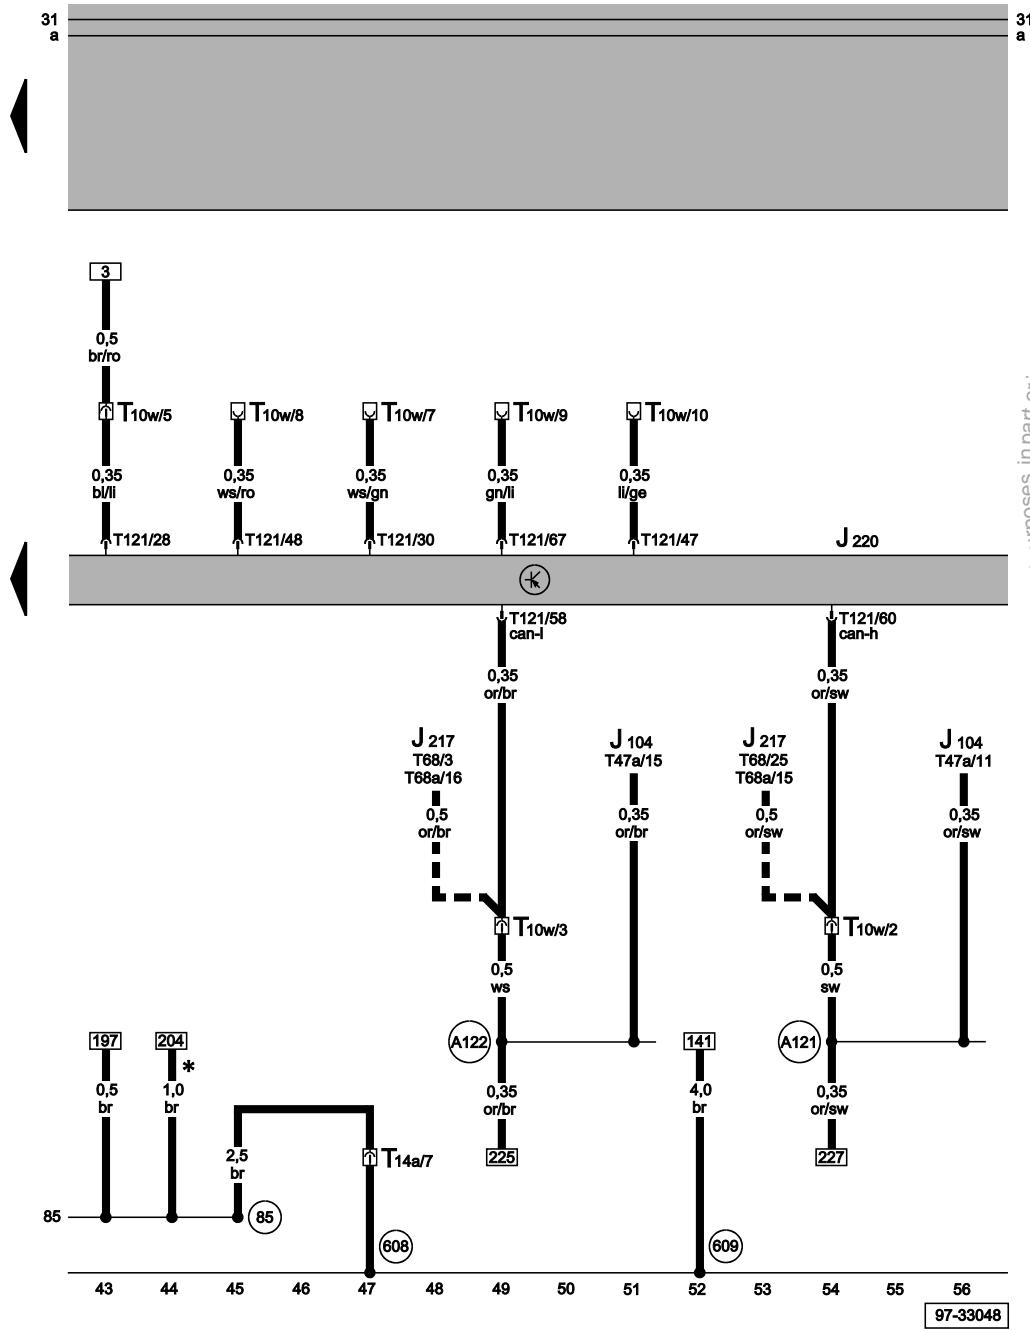 31 31
a a
3
0,5
br/ro
T10w/5 T10w/8 T10w/7 T10w/9 T10w/10
0,35 0,35 0,35 0,35 0,35
bl/li ws/ro ws/gn gn/li li/ge
T121/28 T121/48 T121/30 T121/67 T121/47 J 220
T121/58 T121/60
can-l can-h
0,35 0,35
or/br or/sw
J 217 J 104 J 217 J 104
T68/3 T47a/15 T68/25 T47a/11
T68a/16 T68a/15
0,5 0,35 0,5 0,35
or/br or/br or/sw or/sw
T10w/3 T10w/2
0,5 0,5
ws sw
197 204 A122 141 A121
*
0,5 1,0 0,35 4,0 0,35
br br or/br br or/sw
2,5 T14a/7 225 227
br
85 85
608 609
43 44 45 46 47 48 49 50 51 52 53 54 55 56
97-33048
purposes, in part or i